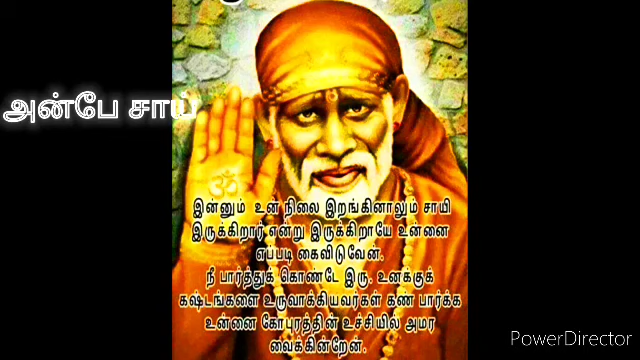 அன்பே சாய்
ௐ
இன்னும் உன் நிலை இறங்கினாலும் சாயி
இருக்கிறார் என்று இருக்கிறாயே உன்னை
எப்படி கைவிடுவேன்.
நீ பார்த்துக் கொண்டே இரு. உனக்குக்
கஷ்டங்களை உருவாக்கியவர்கள் கண் பார்க்க
உன்னை கோபுரத்தின் உச்சியில் அமர
வைக்கின்றேன்.
PowerDirector